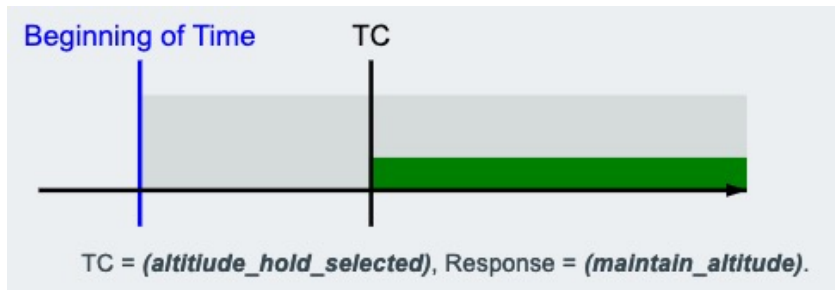 Beginning of Time TC
TC = (altitiude_hold_selected), Response = (maintain_altitude).